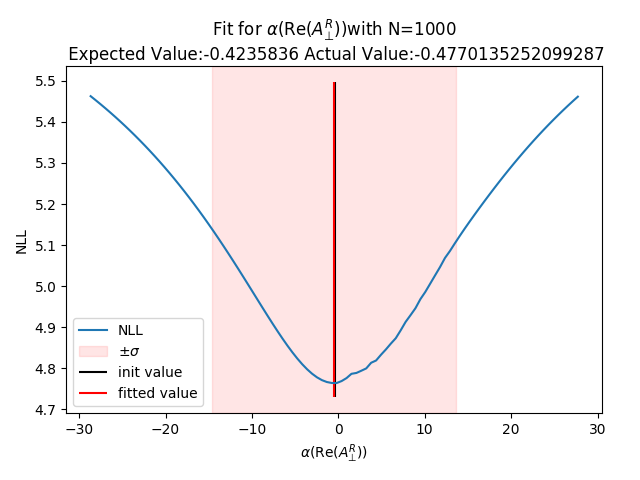 Fit for α(Re(A⊥ᴿ))with N=1000
Expected Value:-0.4235836 Actual Value:-0.4770135252099287
5.5
5.4
5.3
5.2
5.1
5.0
4.9
4.8
4.7
NLL
NLL
±σ
init value
fitted value
−30
−20
−10
0
10
20
30
α(Re(A⊥ᴿ))